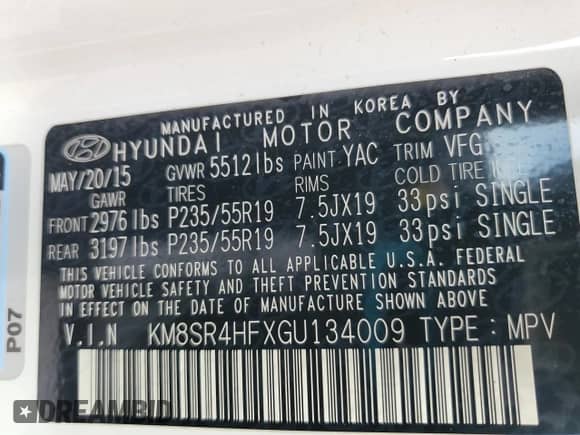 MANUFACTURED IN KOREA BY
HYUNDAI MOTOR COMPANY
MAY/20/15 GVWR 5512lbs PAINT YAC TRIM VFG
GAWR TIRES RIMS COLD TIRE
FRONT 2976lbs P235/55R19 7.5JX19 33psi SINGLE
REAR 3197lbs P235/55R19 7.5JX19 33psi SINGLE
THIS VEHICLE CONFORMS TO ALL APPLICABLE U.S.A. FEDERAL
MOTOR VEHICLE SAFETY AND THEFT PREVENTION STANDARDS
IN EFFECT ON THE DATE OF MANUFACTURE SHOWN ABOVE.
V.I.N KM8SR4HFXGU134009 TYPE : MPV
P07
DREAMBID